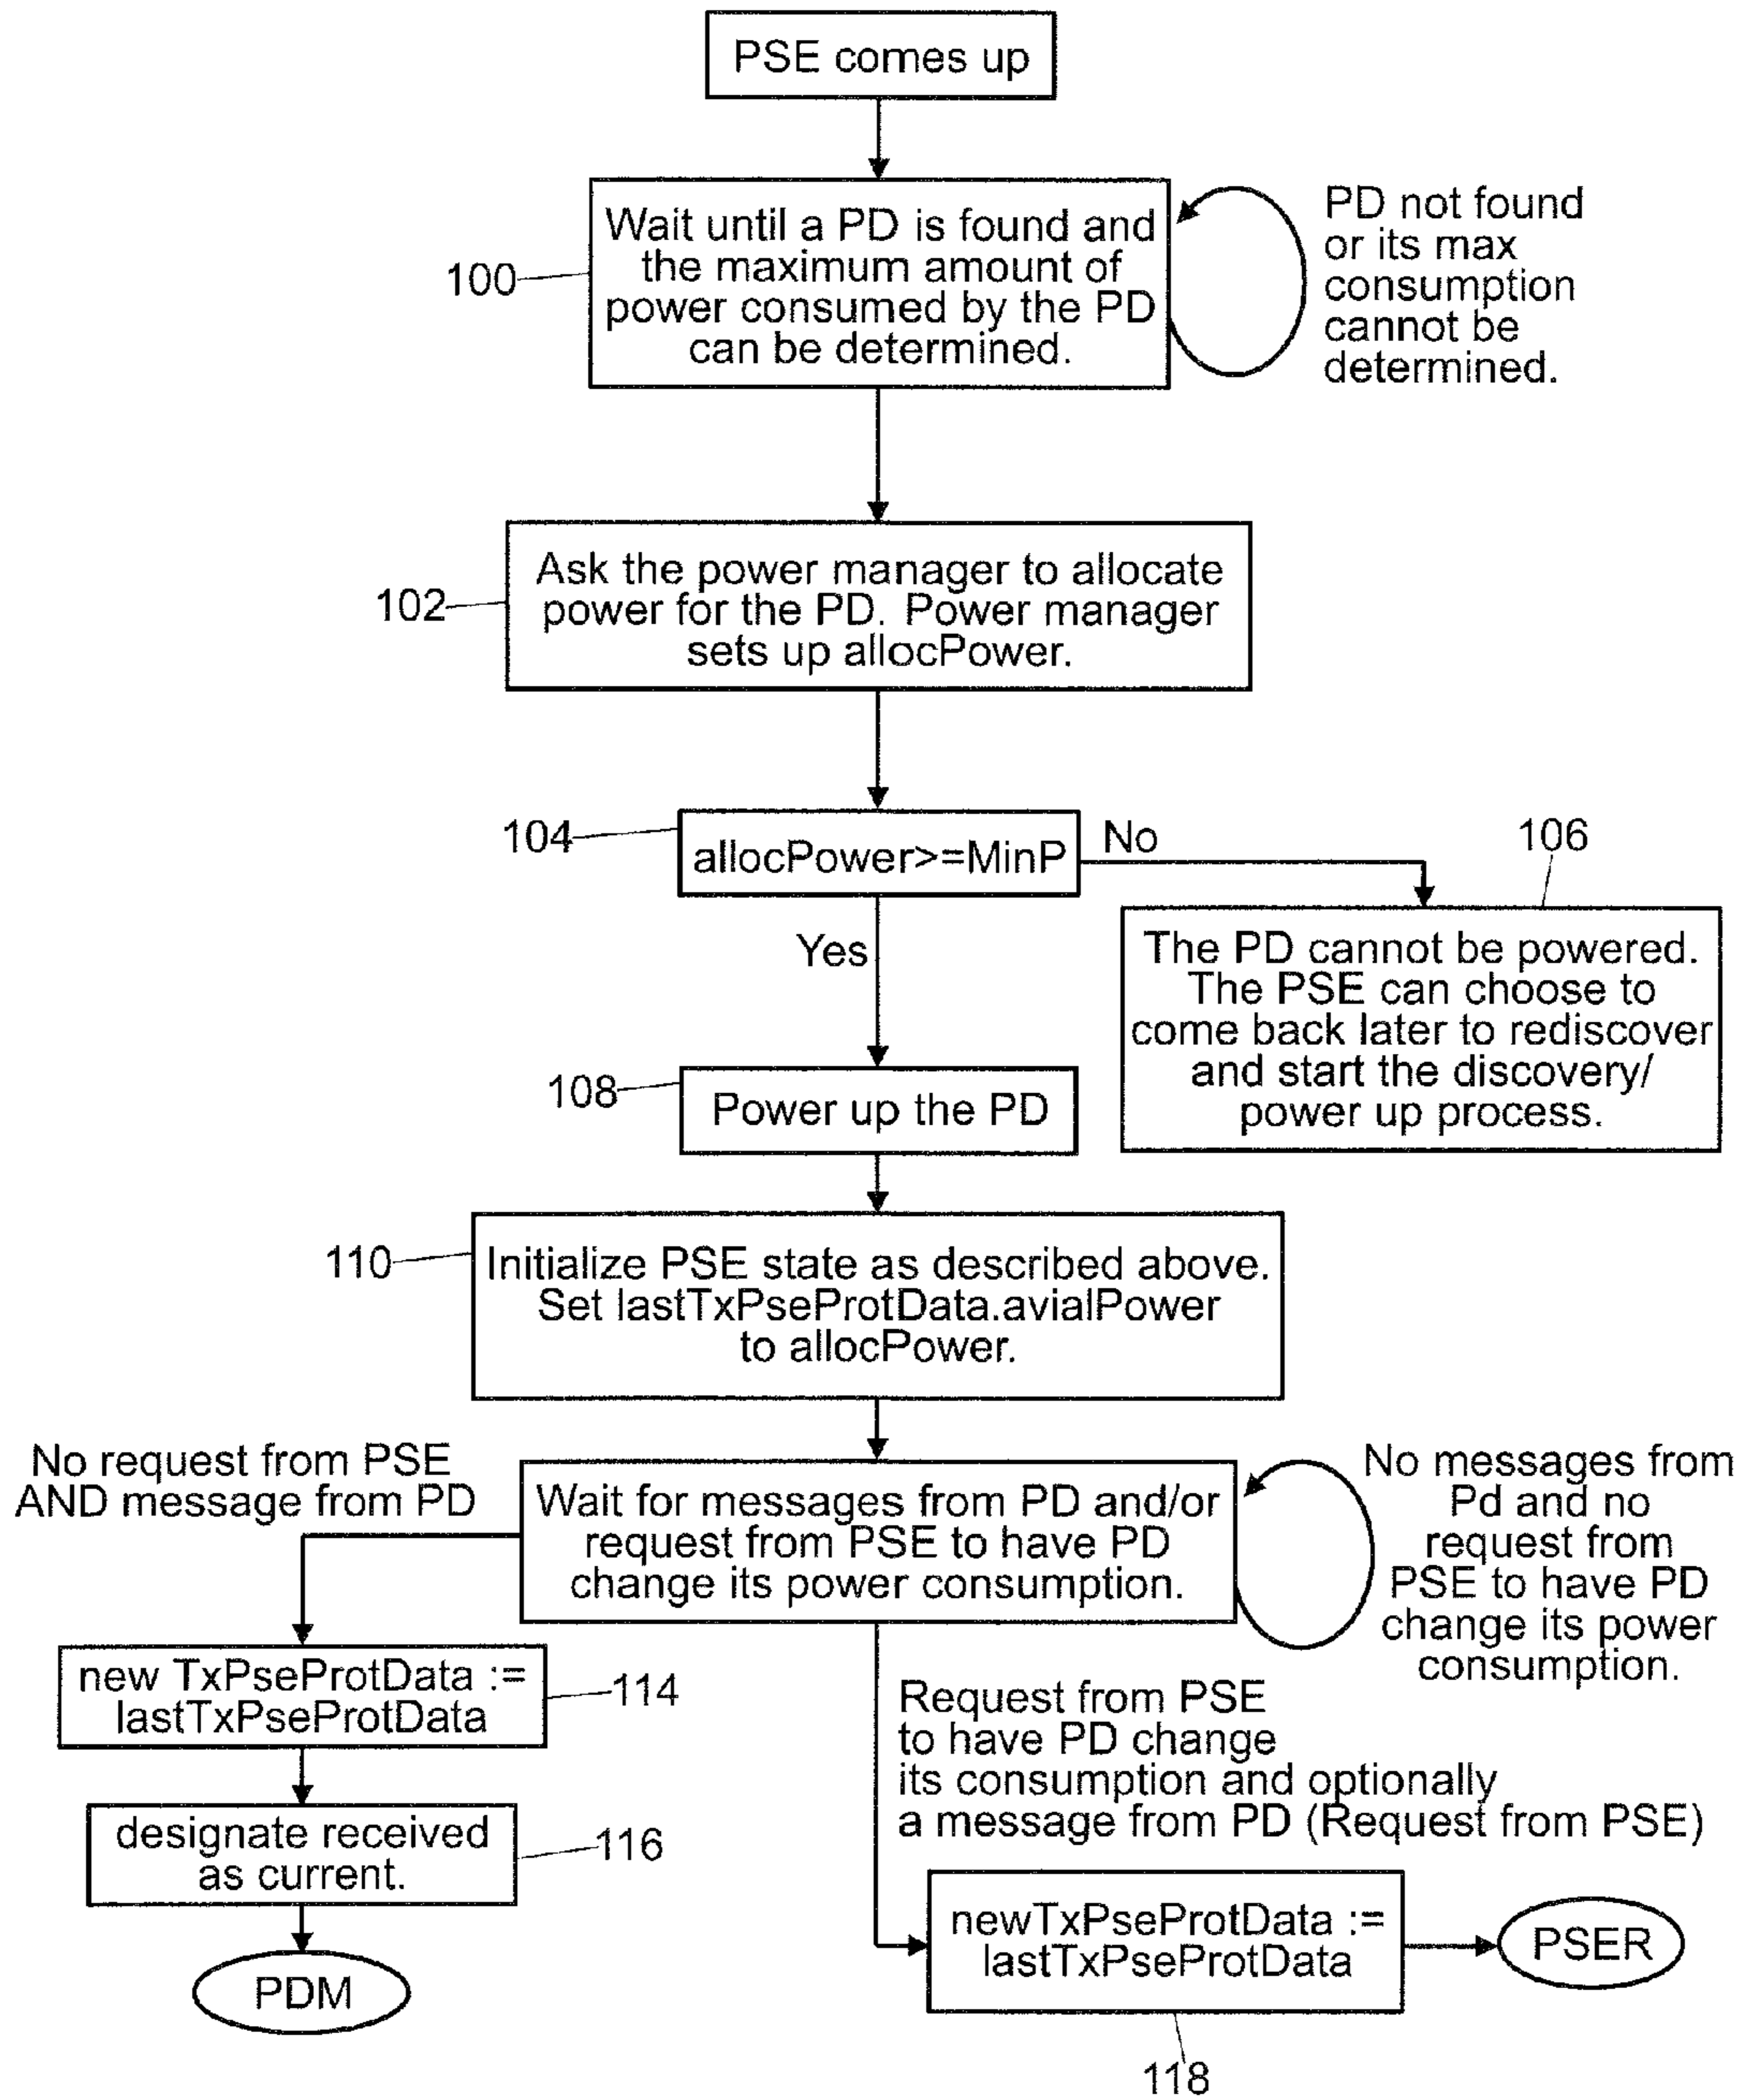 PSE comes up
Wait until a PD is found and
the maximum amount of
power consumed by the PD
can be determined.
100
PD not found
or its max
consumption
cannot be
determined.
Ask the power manager to allocate
power for the PD. Power manager
sets up allocPower.
102
104
allocPower>=MinP
No
106
Yes
The PD cannot be powered.
The PSE can choose to
come back later to rediscover
and start the discovery/
power up process.
108
Power up the PD
110
Initialize PSE state as described above.
Set lastTxPseProtData.avialPower
to allocPower.
No request from PSE
AND message from PD
Wait for messages from PD and/or
request from PSE to have PD
change its power consumption.
No messages from
Pd and no
request from
PSE to have PD
change its power
consumption.
new TxPseProtData :=
lastTxPseProtData
114
Request from PSE
to have PD change
its consumption and optionally
a message from PD (Request from PSE)
designate received
as current.
116
PDM
newTxPseProtData :=
lastTxPseProtData
PSER
118